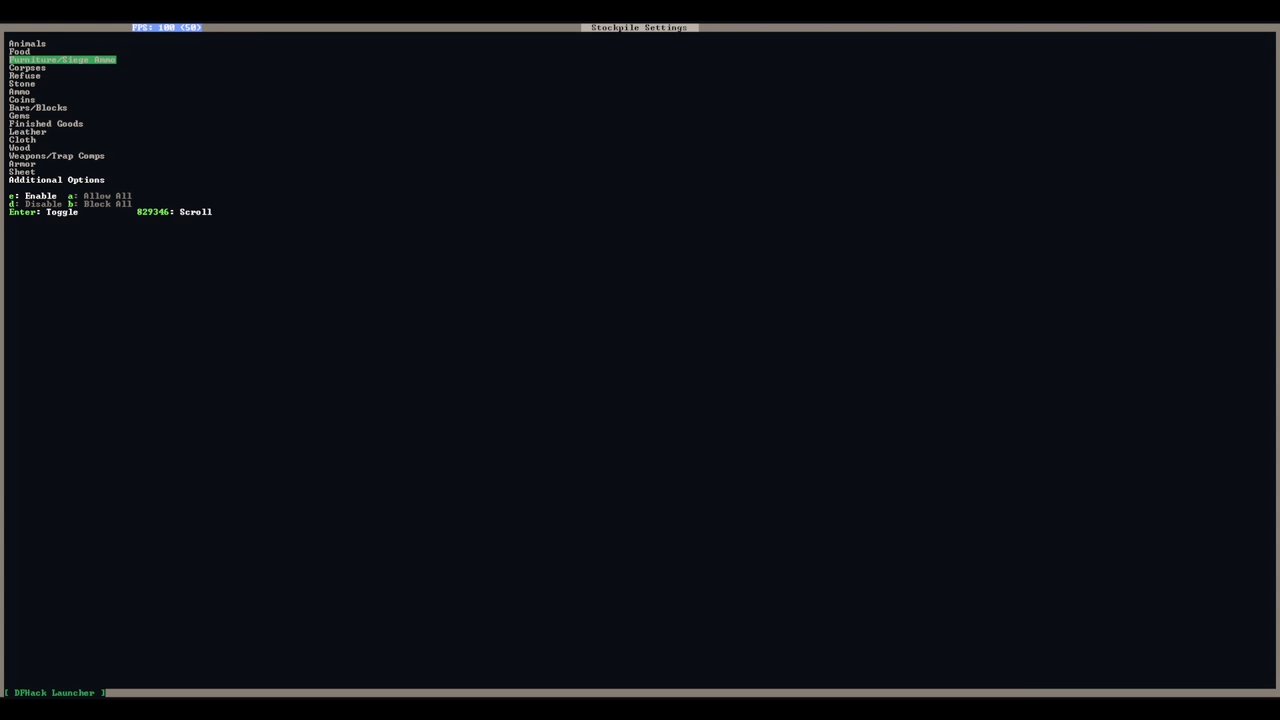 FPS: 100 (50)
Stockpile Settings
Animals
Food
Furniture/Siege Ammo
Corpses
Refuse
Stone
Ammo
Coins
Bars/Blocks
Gems
Finished Goods
Leather
Cloth
Wood
Weapons/Trap Comps
Armor
Sheet
Additional Options
e: Enable a: Allow All
d: Disable b: Block All
Enter: Toggle 829346: Scroll
[ DFHack Launcher ]